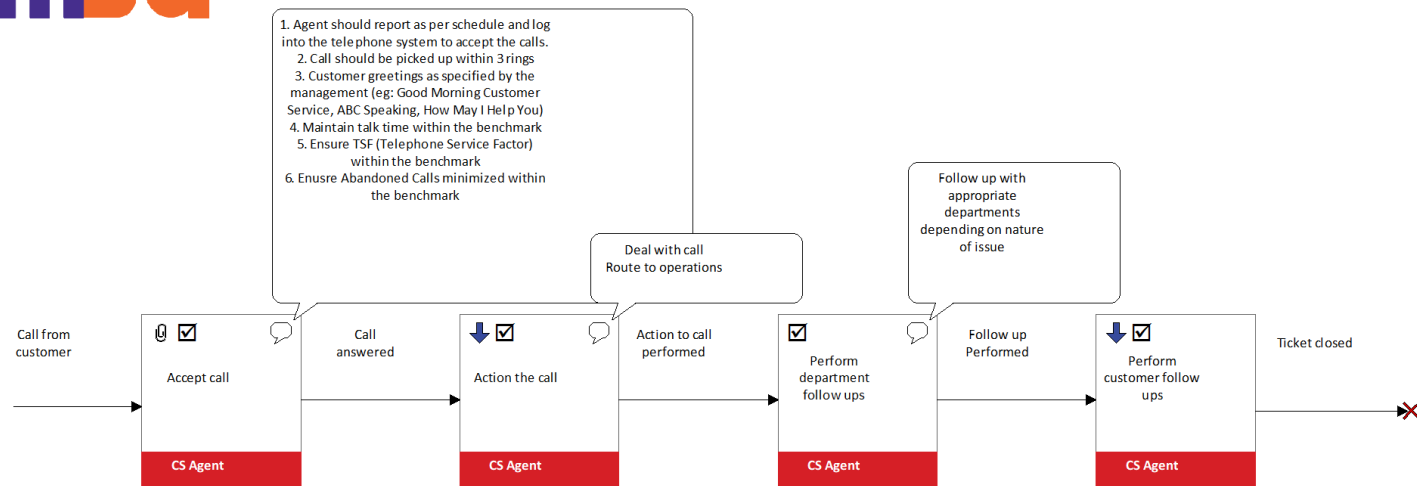 1. Agent should report as per schedule and log
into the telephone system to accept the calls.
2. Call should be picked up within 3 rings
3. Customer greetings as specified by the
management (eg: Good Morning Customer
Service, ABC Speaking, How May I Help You)
4. Maintain talk time within the benchmark
5. Ensure TSF (Telephone Service Factor)
within the benchmark
6. Enusre Abandoned Calls minimized within
the benchmark
Deal with call
Route to operations
Follow up with
appropriate
departments
depending on nature
of issue
Call from
customer
Accept call
CS Agent
Call
answered
Action the call
CS Agent
Action to call
performed
Perform
department
follow ups
CS Agent
Follow up
Performed
Perform
customer follow
ups
CS Agent
Ticket closed